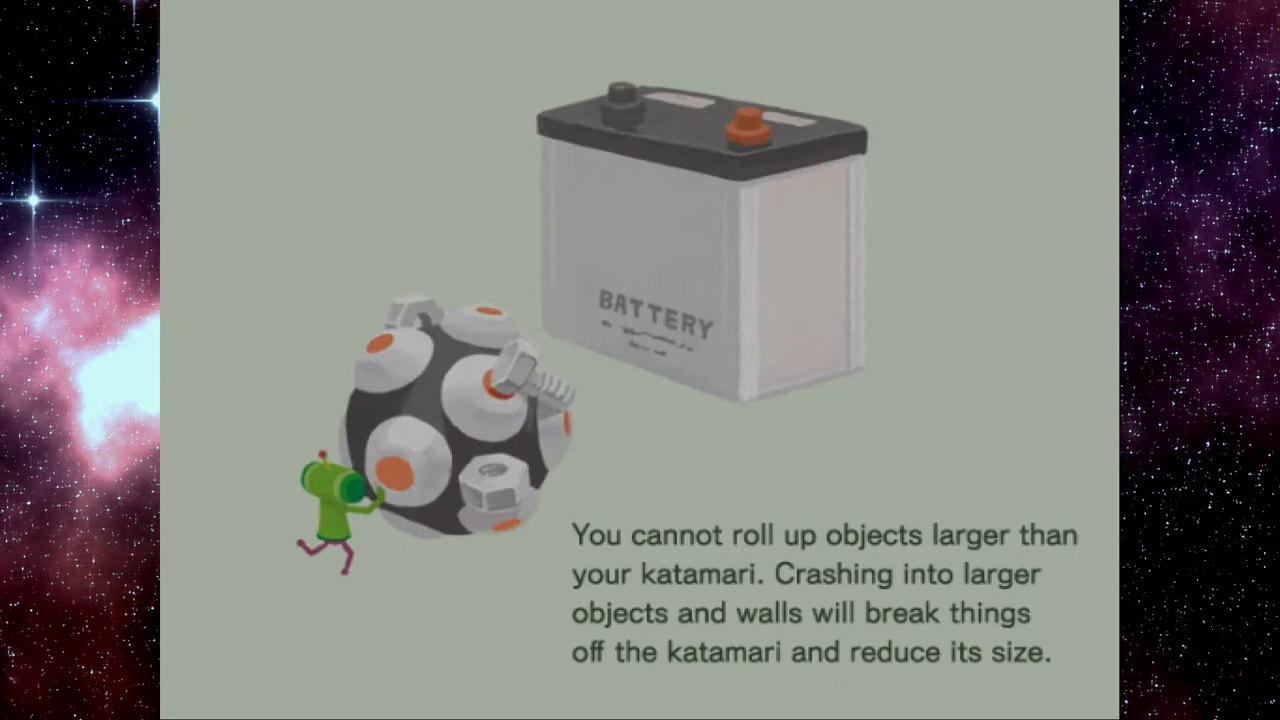 BATTERY
You cannot roll up objects larger than
your katamari. Crashing into larger
objects and walls will break things
off the katamari and reduce its size.